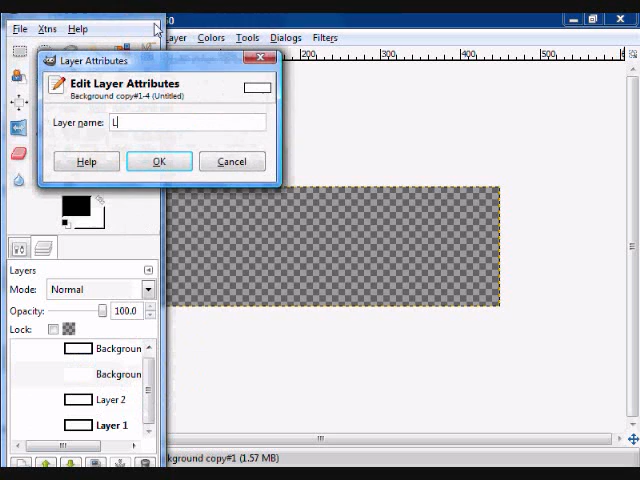 File Xtns Help
Layer Colors Tools Dialogs Filters
Layer Attributes
Edit Layer Attributes
Background copy#1-4 (Untitled)
Layer name: L
Help OK Cancel
200 300 400 500
Layers
Mode: Normal
Opacity: 100.0
Lock:
Backgroun
Backgroun
Layer 2
Layer 1
kground copy#1 (1.57 MB)